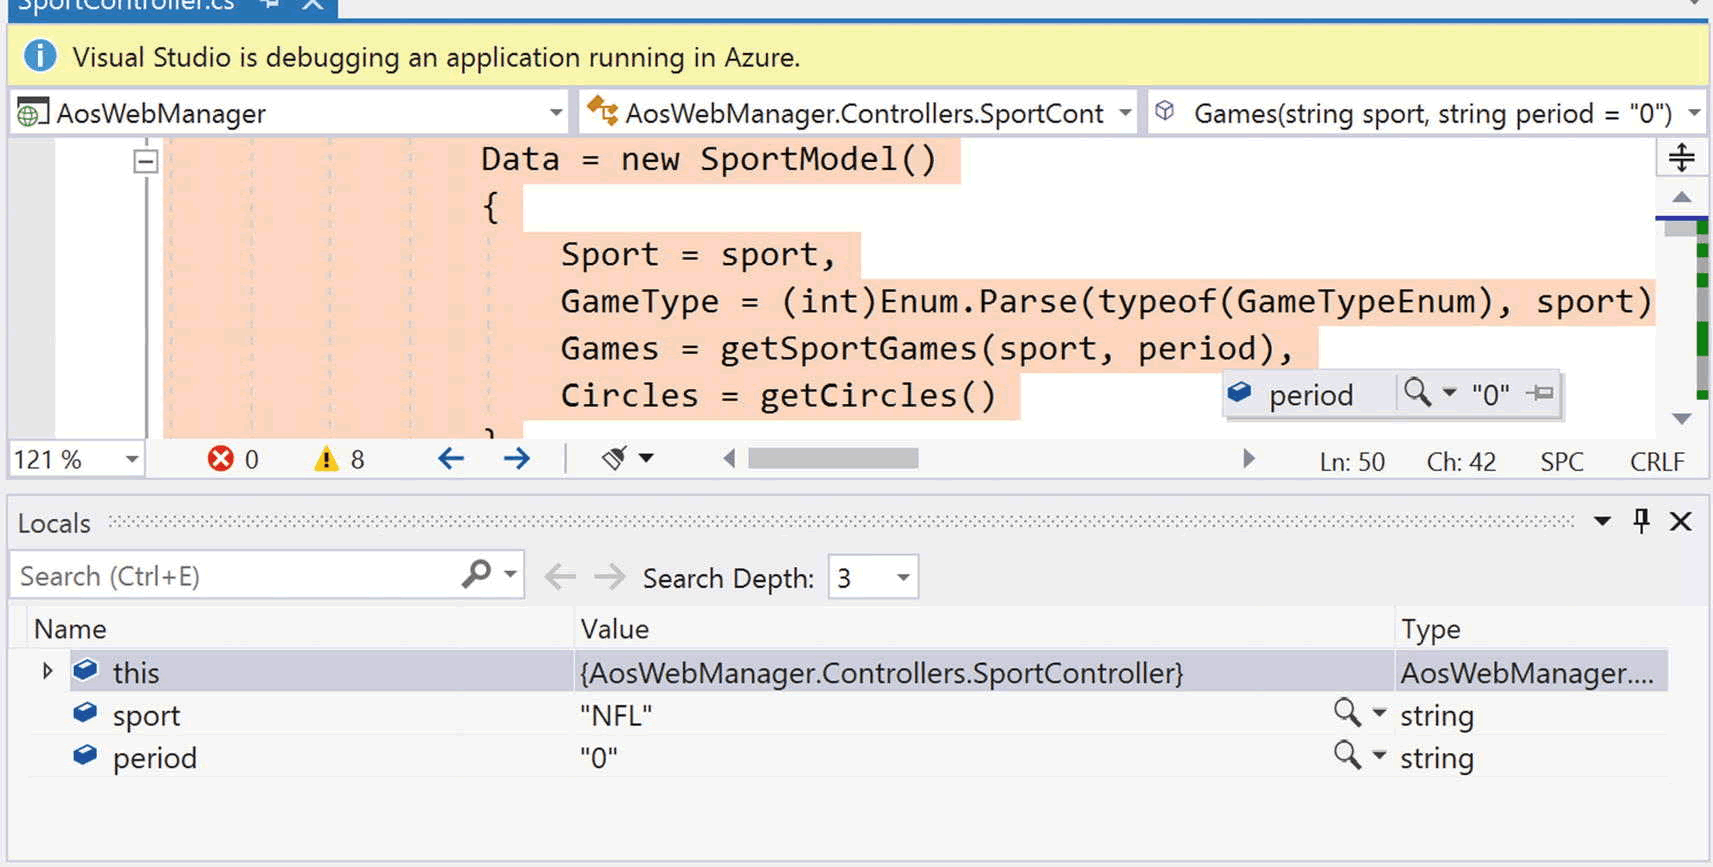 SportController.cs
Visual Studio is debugging an application running in Azure.
AosWebManager
AosWebManager.Controllers.SportCont
Games(string sport, string period = "0")
Data = new SportModel()
{
Sport = sport,
GameType = (int)Enum.Parse(typeof(GameTypeEnum), sport)
Games = getSportGames(sport, period),
Circles = getCircles()
}
period "0"
121 %
0
8
Ln: 50 Ch: 42 SPC CRLF
Locals
Search (Ctrl+E)
Search Depth: 3
Name Value Type
this {AosWebManager.Controllers.SportController} AosWebManager....
sport "NFL" string
period "0" string